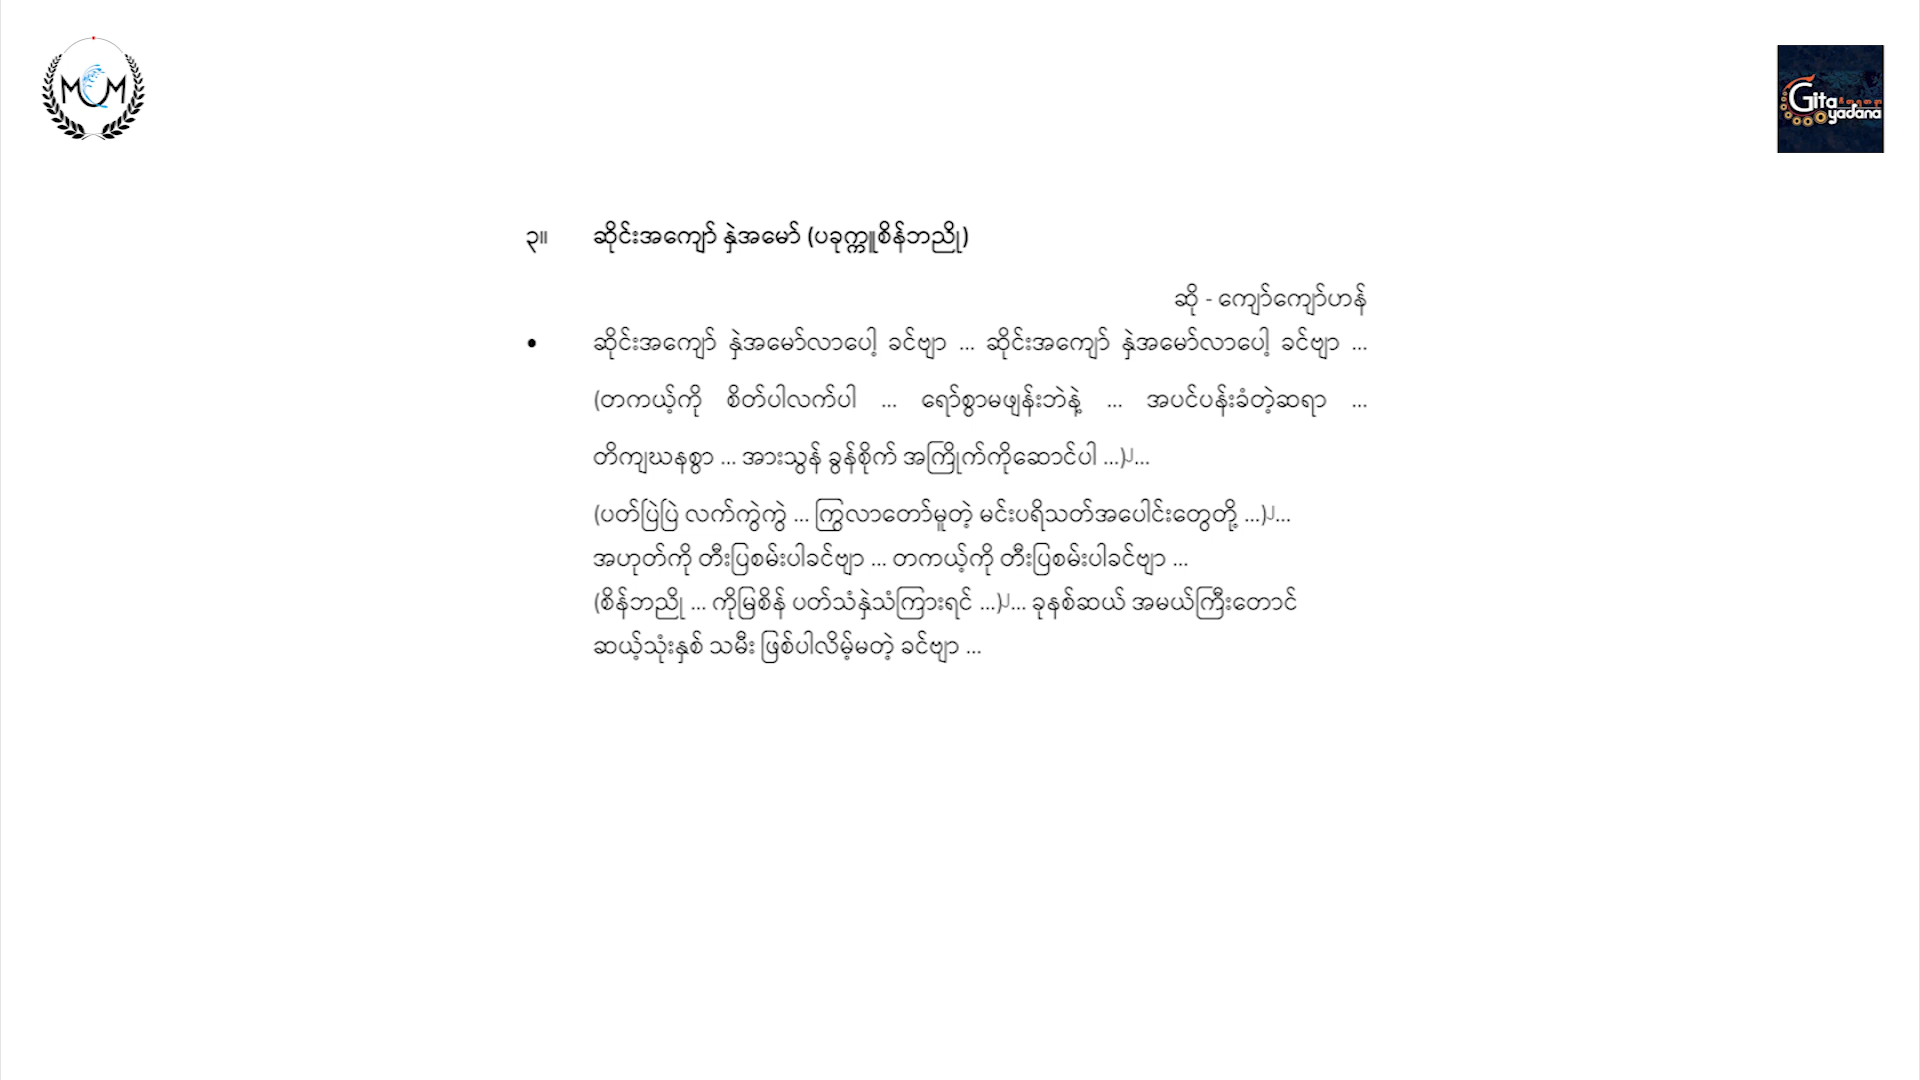 MCM
Gita
ဂီတရတနာ
yadana
၃။ ဆိုင်းအကျော် နှဲအမော် (ပခုက္ကူစိန်ဘညို)
ဆို - ကျော်ကျော်ဟန်
• ဆိုင်းအကျော် နှဲအမော်လာပေါ့ ခင်ဗျာ ... ဆိုင်းအကျော် နှဲအမော်လာပေါ့ ခင်ဗျာ ...
(တကယ့်ကို စိတ်ပါလက်ပါ ... ရော်စွာမဖျန်းဘဲနဲ့ ... အပင်ပန်းခံတဲ့ဆရာ ...
တိကျဃနစွာ ... အားသွန် ခွန်စိုက် အကြိုက်ကိုဆောင်ပါ ...)၂...
(ပတ်ပြဲပြဲ လက်ကွဲကွဲ ... ကြွလာတော်မူတဲ့ မင်းပရိသတ်အပေါင်းတွေတို့ ...)၂...
အဟုတ်ကို တီးပြစမ်းပါခင်ဗျာ ... တကယ့်ကို တီးပြစမ်းပါခင်ဗျာ ...
(စိန်ဘညို ... ကိုမြစိန် ပတ်သံနှဲသံကြားရင် ...)၂... ခုနစ်ဆယ် အမယ်ကြီးတောင်
ဆယ့်သုံးနှစ် သမီး ဖြစ်ပါလိမ့်မတဲ့ ခင်ဗျာ ...